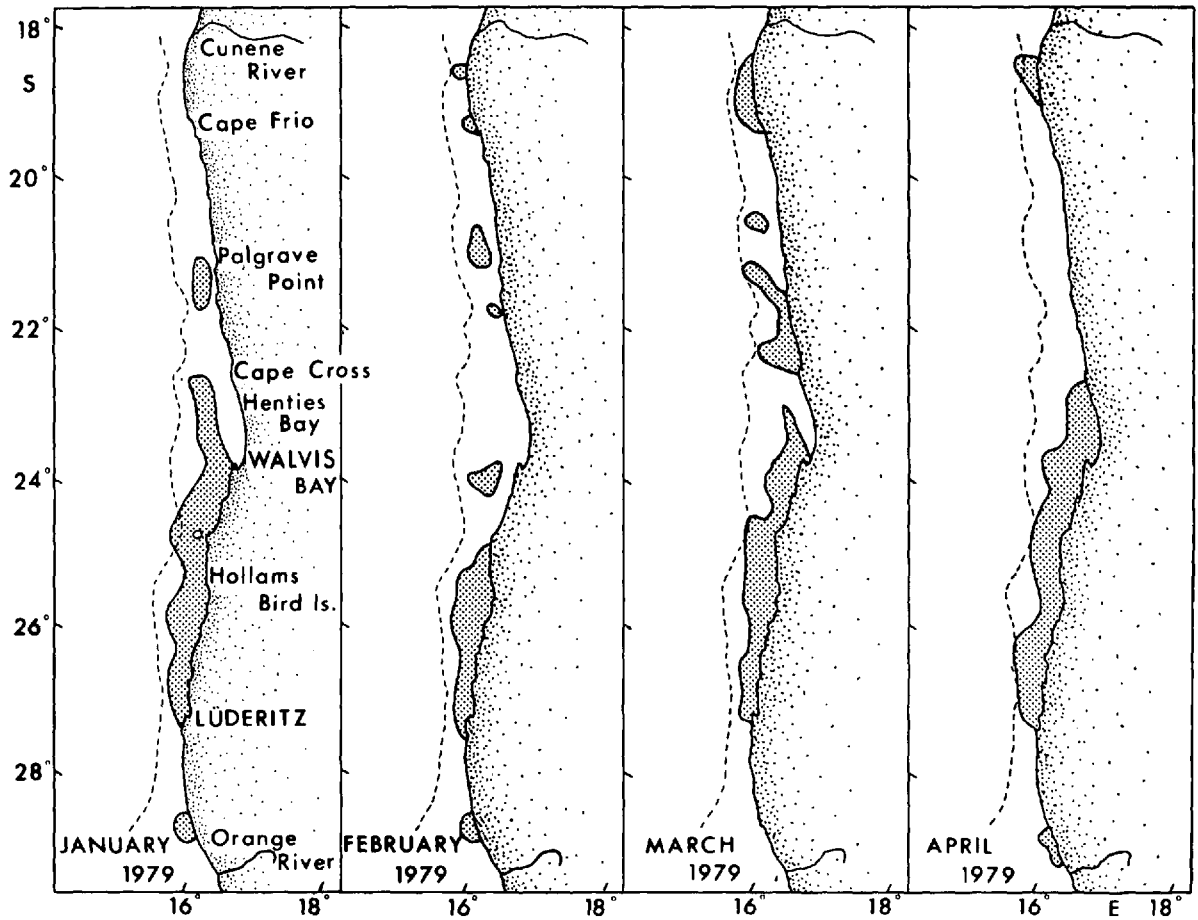 18°
S
20°
22°
24°
26°
28°
Cunene
River
Cape Frio
Palgrave
Point
Cape Cross
Henties
Bay
WALVIS
BAY
Hollams
Bird Is.
LÜDERITZ
Orange
River
JANUARY
1979
FEBRUARY
1979
MARCH
1979
APRIL
1979
16°
18°
16°
18°
16°
18°
16°
E
18°